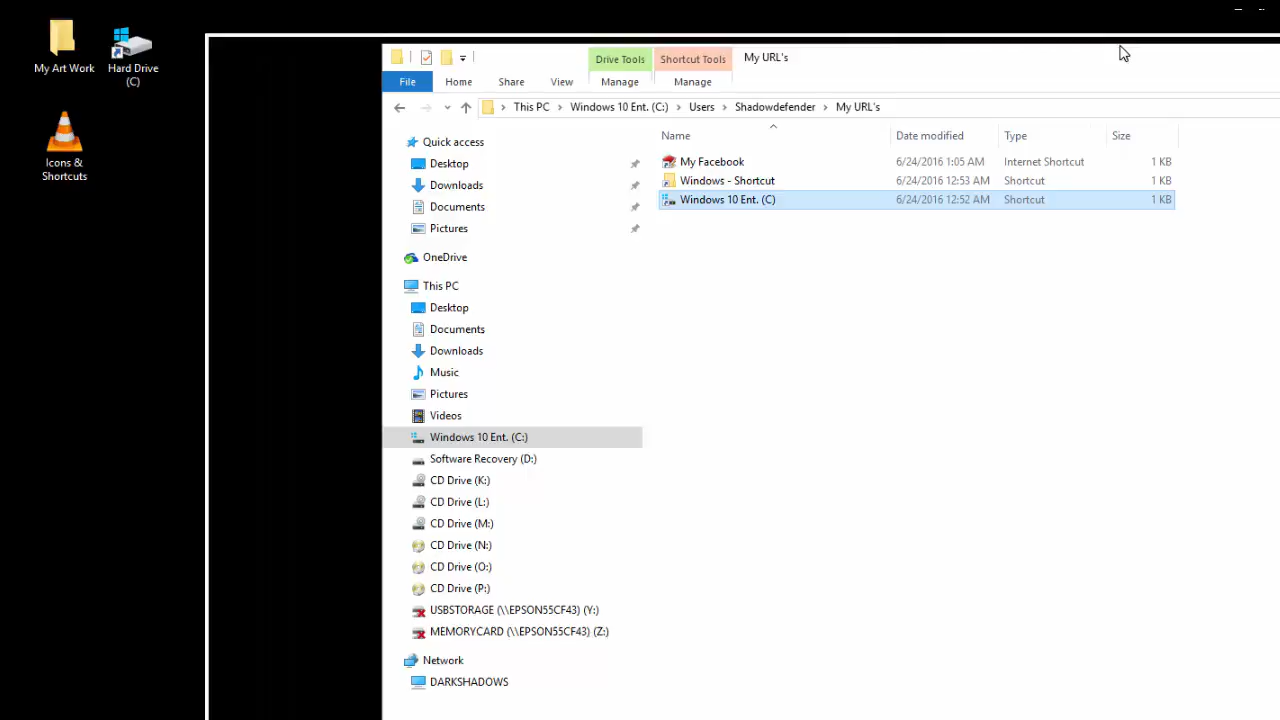 My Art Work
Hard Drive
(C)
Icons &
Shortcuts
Drive Tools
Shortcut Tools
My URL's
File
Home
Share
View
Manage
Manage
This PC > Windows 10 Ent. (C:) > Users > Shadowdefender > My URL's
Name
Date modified
Type
Size
My Facebook 6/24/2016 1:05 AM Internet Shortcut 1 KB
Windows - Shortcut 6/24/2016 12:53 AM Shortcut 1 KB
Windows 10 Ent. (C) 6/24/2016 12:52 AM Shortcut 1 KB
Quick access
Desktop
Downloads
Documents
Pictures
OneDrive
This PC
Desktop
Documents
Downloads
Music
Pictures
Videos
Windows 10 Ent. (C:)
Software Recovery (D:)
CD Drive (K:)
CD Drive (L:)
CD Drive (M:)
CD Drive (N:)
CD Drive (O:)
CD Drive (P:)
USBSTORAGE (\\EPSON55CF43) (Y:)
MEMORYCARD (\\EPSON55CF43) (Z:)
Network
DARKSHADOWS